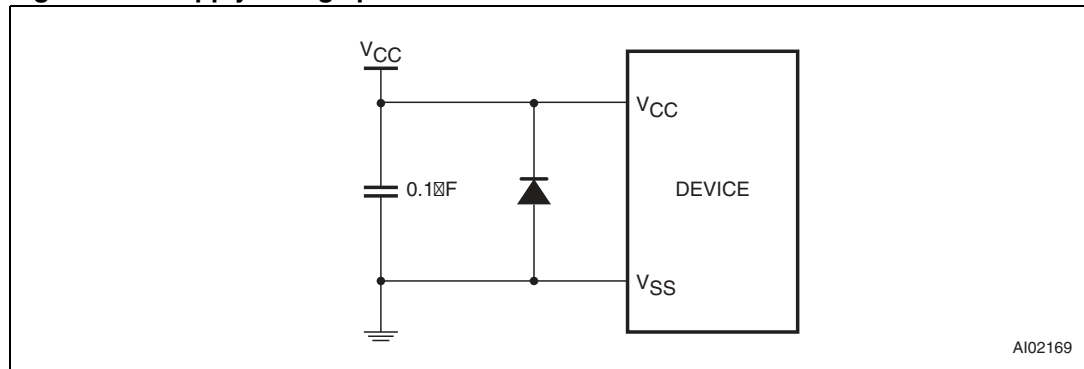 VCC
VCC
0.1☒F
DEVICE
VSS
AI02169